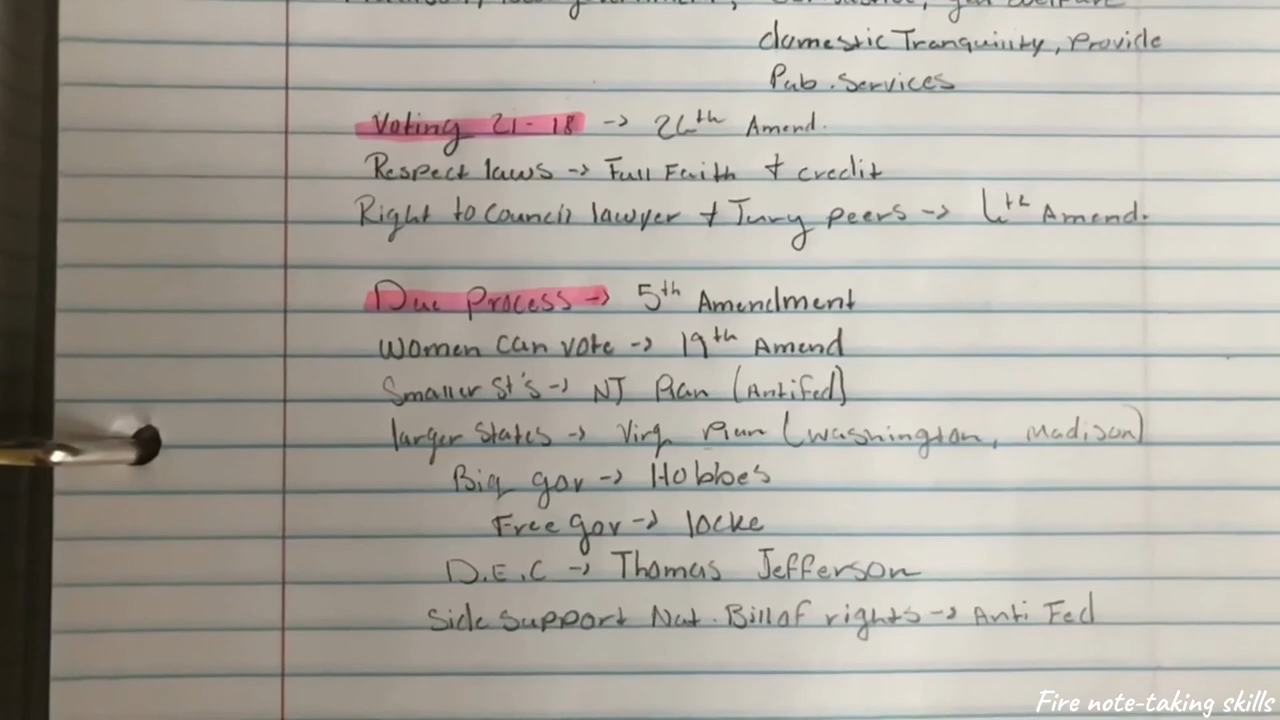 domestic Tranquility, Provide
Pub. Services
Voting 21-18 -> 26th Amend.
Respect laws -> Full Faith + credit
Right to Council lawyer + Jury peers -> 6th Amend.
Due Process -> 5th Amendment
Women can vote -> 19th Amend
Smaller St's -> NJ Plan (AntiFed)
larger States -> Virg. Plan (Washington, Madison)
Big gov -> Hobbes
Free gov -> locke
D.E.C -> Thomas Jefferson
Side support Nat. Bill of rights -> Anti Fed
Fire note-taking skills